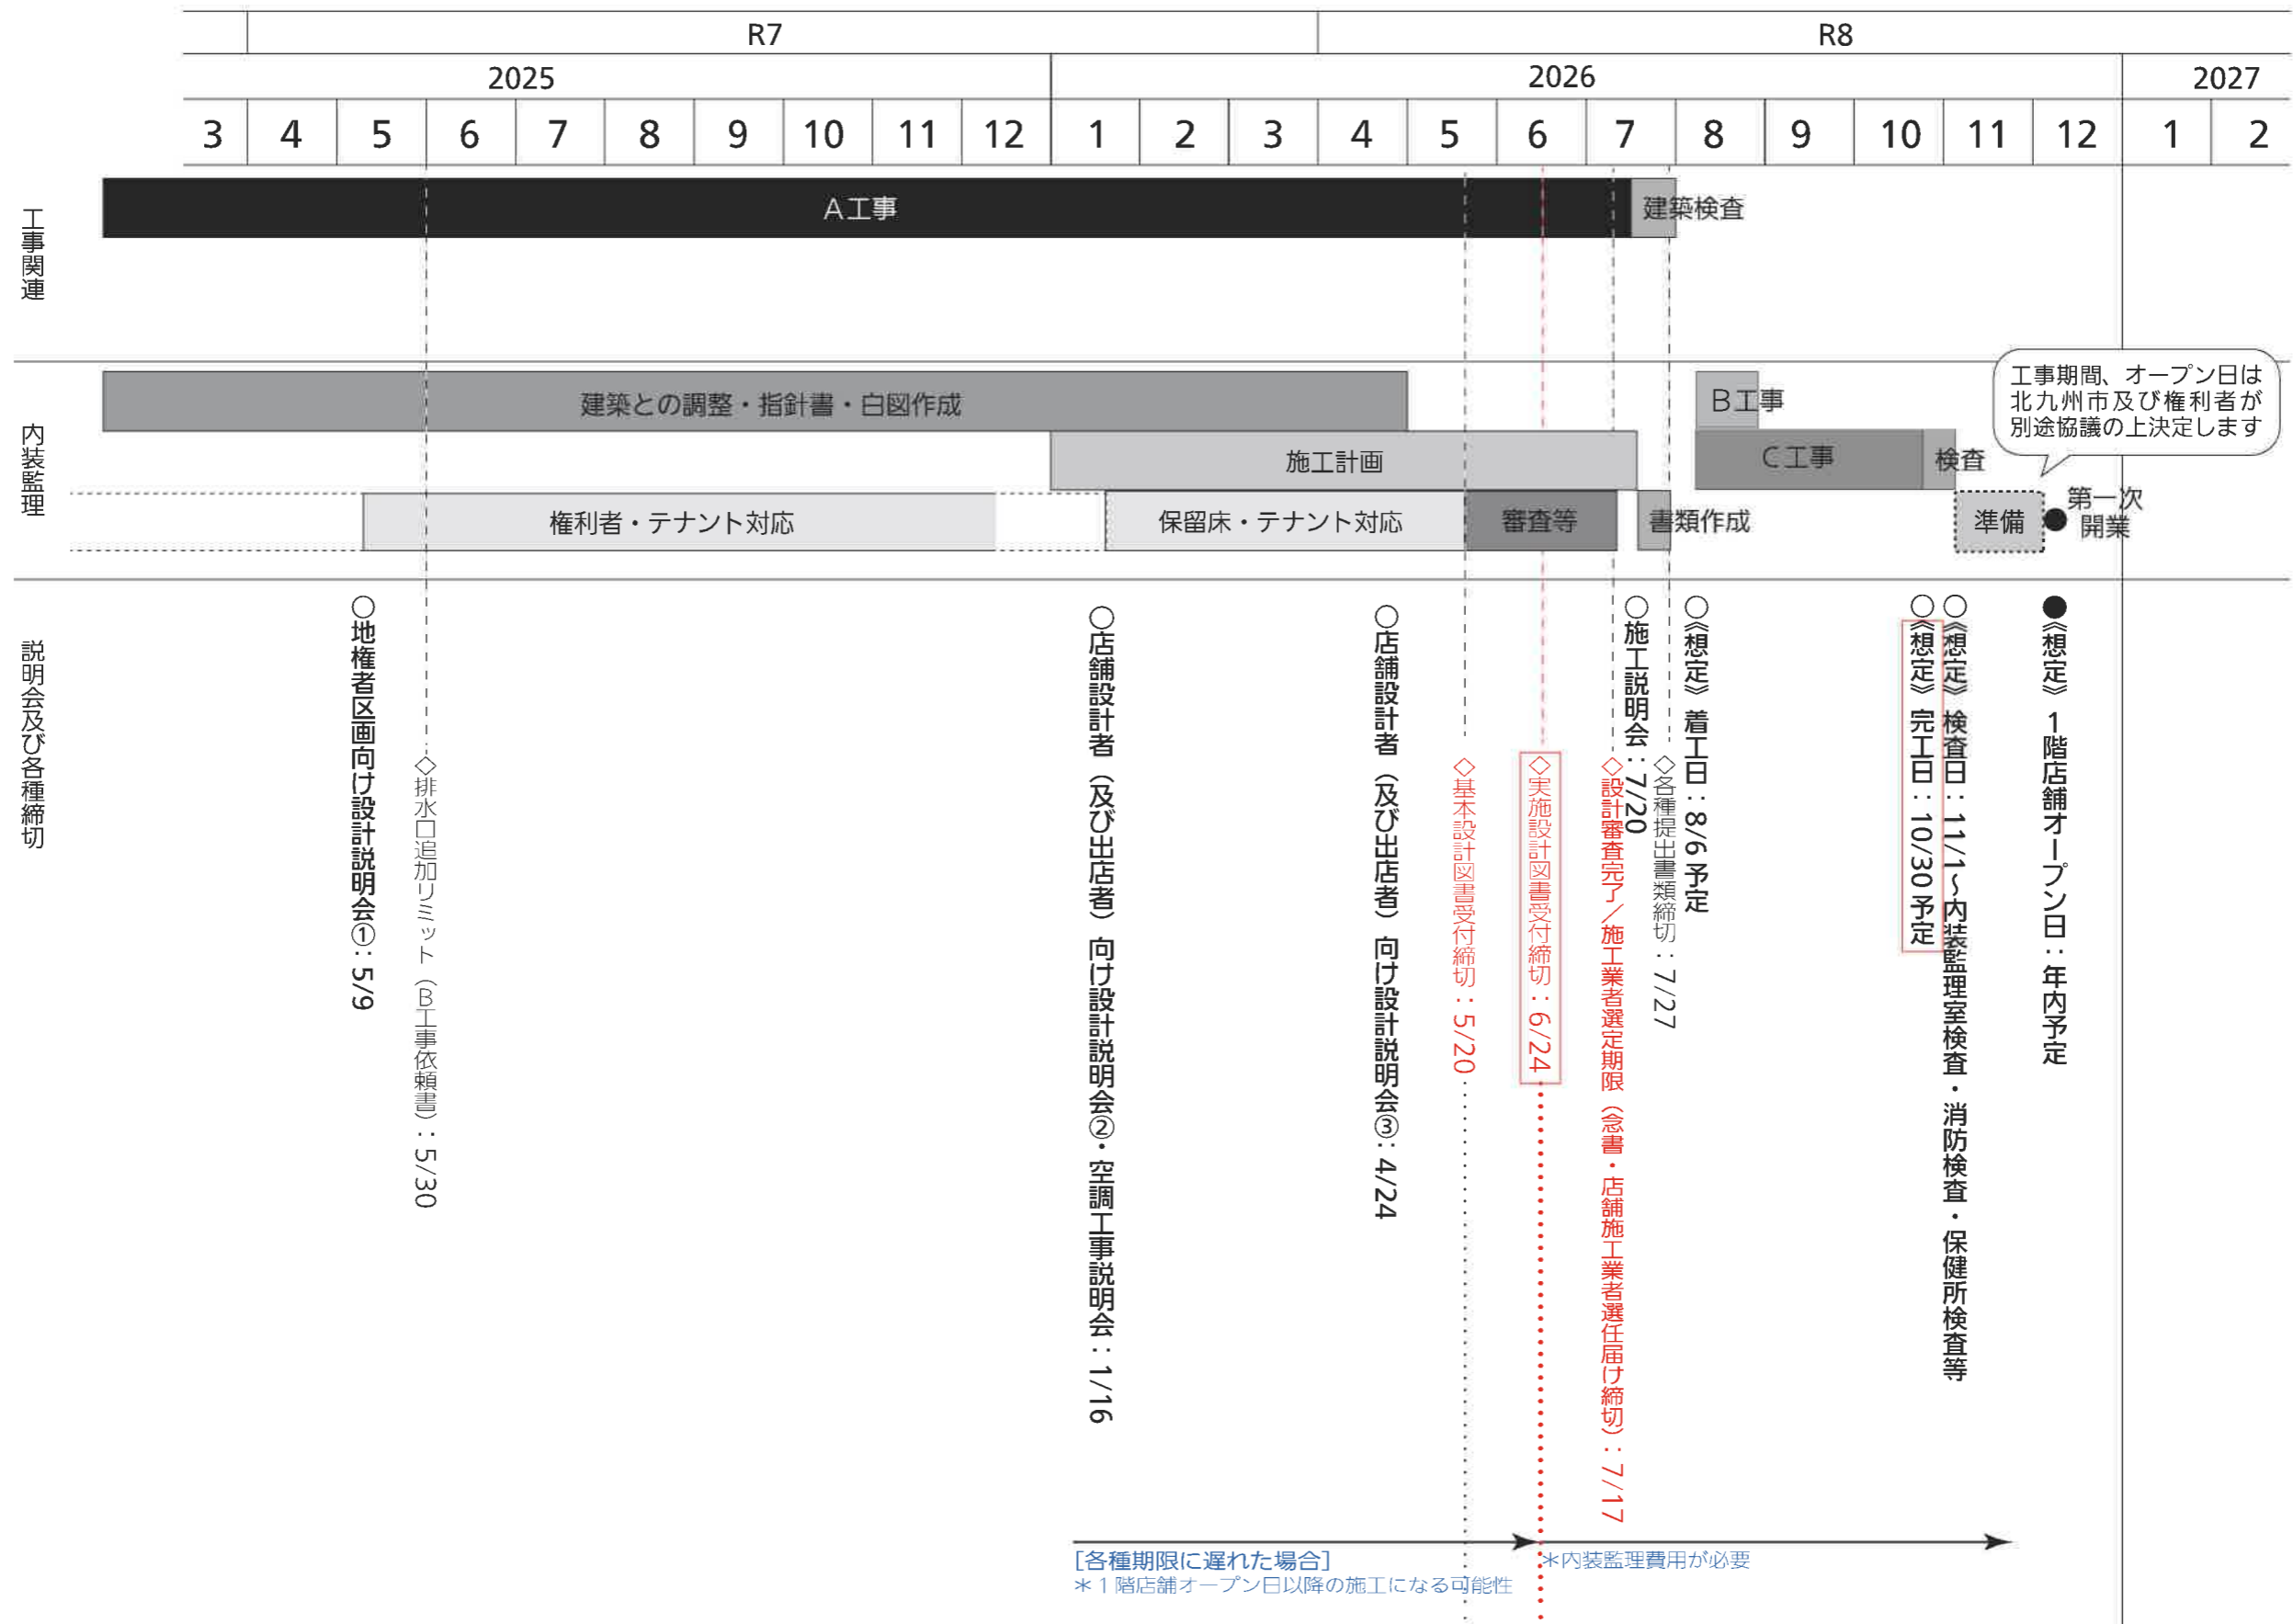 R7
R8
2025
2026
2027
3 4 5 6 7 8 9 10 11 12 1 2 3 4 5 6 7 8 9 10 11 12 1 2
工事関連
A工事
建築検査
内装監理
建築との調整・指針書・白図作成
B工事
工事期間、オープン日は
北九州市及び権利者が
別途協議の上決定します
施工計画
C工事
検査
権利者・テナント対応
保留床・テナント対応
審査等
書類作成
準備
●第一次
開業
説明会及び各種締切
○地権者区画向け設計説明会①：5/9
◇排水口追加リミット（B工事依頼書）：5/30
○店舗設計者（及び出店者）向け設計説明会②・空調工事説明会：1/16
○店舗設計者（及び出店者）向け設計説明会③：4/24
◇基本設計図書受付締切：5/20
◇実施設計図書受付締切：6/24
◇設計審査完了／施工業者選定期限（念書・店舗施工業者選任届け締切）：7/17
○施工説明会：7/20
◇各種提出書類締切：7/27
○《想定》着工日：8/6予定
○《想定》完工日：10/30予定
○《想定》検査日：11/1～内装監理室検査・消防検査・保健所検査等
●《想定》1階店舗オープン日：年内予定
［各種期限に遅れた場合］
＊1階店舗オープン日以降の施工になる可能性
＊内装監理費用が必要